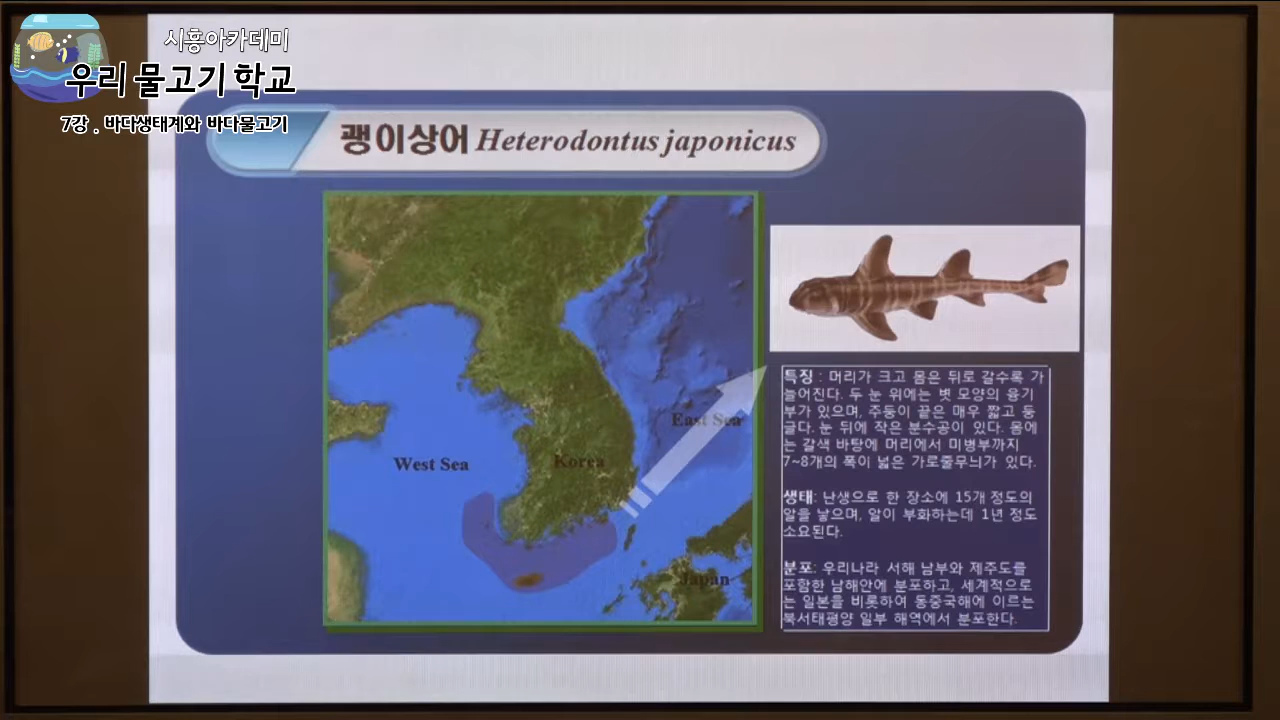 시흥아카데미
우리 물고기 학교
7강 . 바다생태계와 바다물고기
괭이상어 Heterodontus japonicus
West Sea
Korea
East Sea
Japan
특징 : 머리가 크고 몸은 뒤로 갈수록 가
늘어진다. 두 눈 위에는 볏 모양의 융기
부가 있으며, 주둥이 끝은 매우 짧고 둥
글다. 눈 뒤에 작은 분수공이 있다. 몸에
는 갈색 바탕에 머리에서 미병부까지
7~8개의 폭이 넓은 가로줄무늬가 있다.
생태: 난생으로 한 장소에 15개 정도의
알을 낳으며, 알이 부화하는데 1년 정도
소요된다.
분포: 우리나라 서해 남부와 제주도를
포함한 남해안에 분포하고, 세계적으로
는 일본을 비롯하여 동중국해에 이르는
북서태평양 일부 해역에서 분포한다.